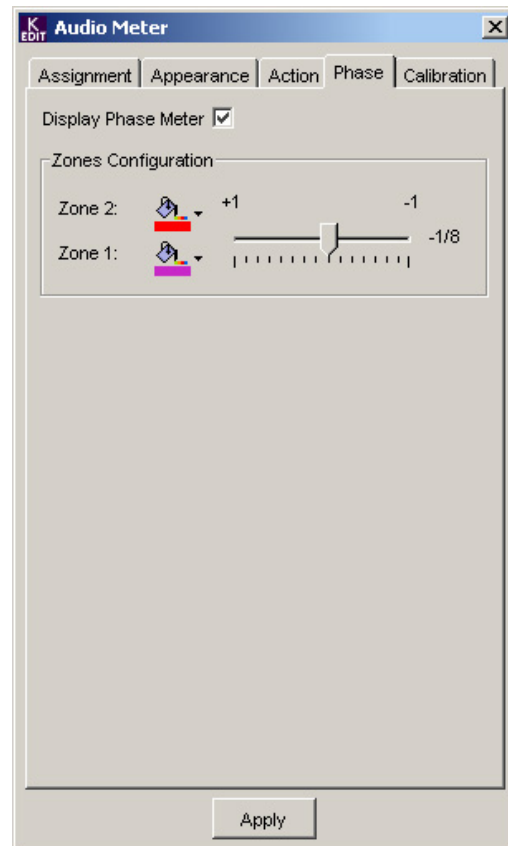 K EDIT Audio Meter
Assignment Appearance Action Phase Calibration
Display Phase Meter
Zones Configuration
Zone 2: +1 -1
-1/8
Zone 1:
Apply